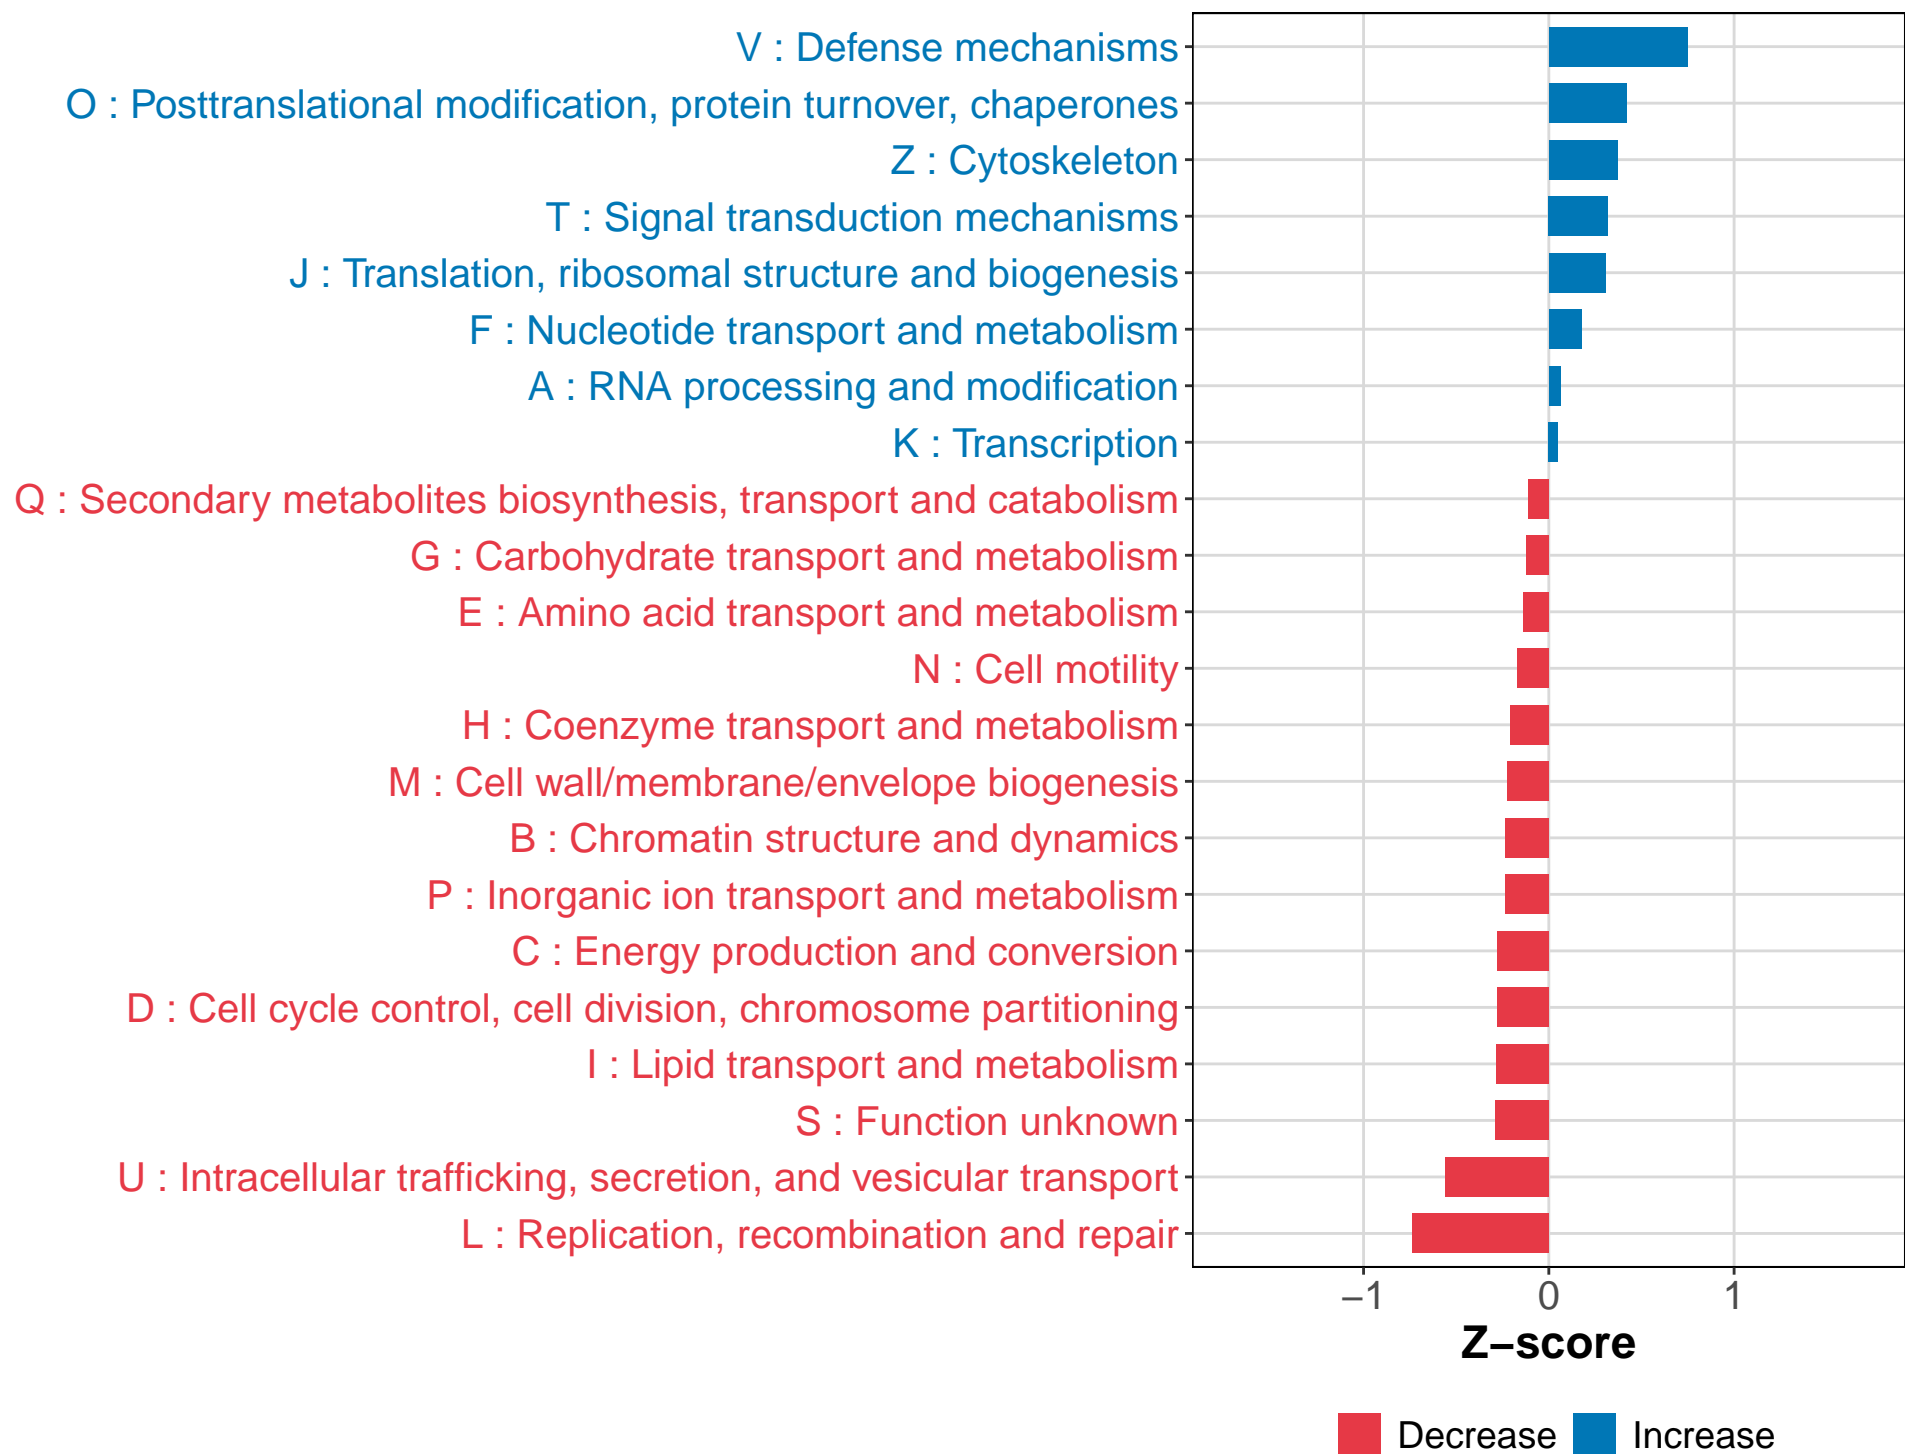 V : Defense mechanisms
O : Posttranslational modification, protein turnover, chaperones
Z : Cytoskeleton
T : Signal transduction mechanisms
J : Translation, ribosomal structure and biogenesis
F : Nucleotide transport and metabolism
A : RNA processing and modification
K : Transcription
Q : Secondary metabolites biosynthesis, transport and catabolism
G : Carbohydrate transport and metabolism
E : Amino acid transport and metabolism
N : Cell motility
H : Coenzyme transport and metabolism
M : Cell wall/membrane/envelope biogenesis
B : Chromatin structure and dynamics
P : Inorganic ion transport and metabolism
C : Energy production and conversion
D : Cell cycle control, cell division, chromosome partitioning
I : Lipid transport and metabolism
S : Function unknown
U : Intracellular trafficking, secretion, and vesicular transport
L : Replication, recombination and repair
−1 0 1
Z−score
Decrease Increase